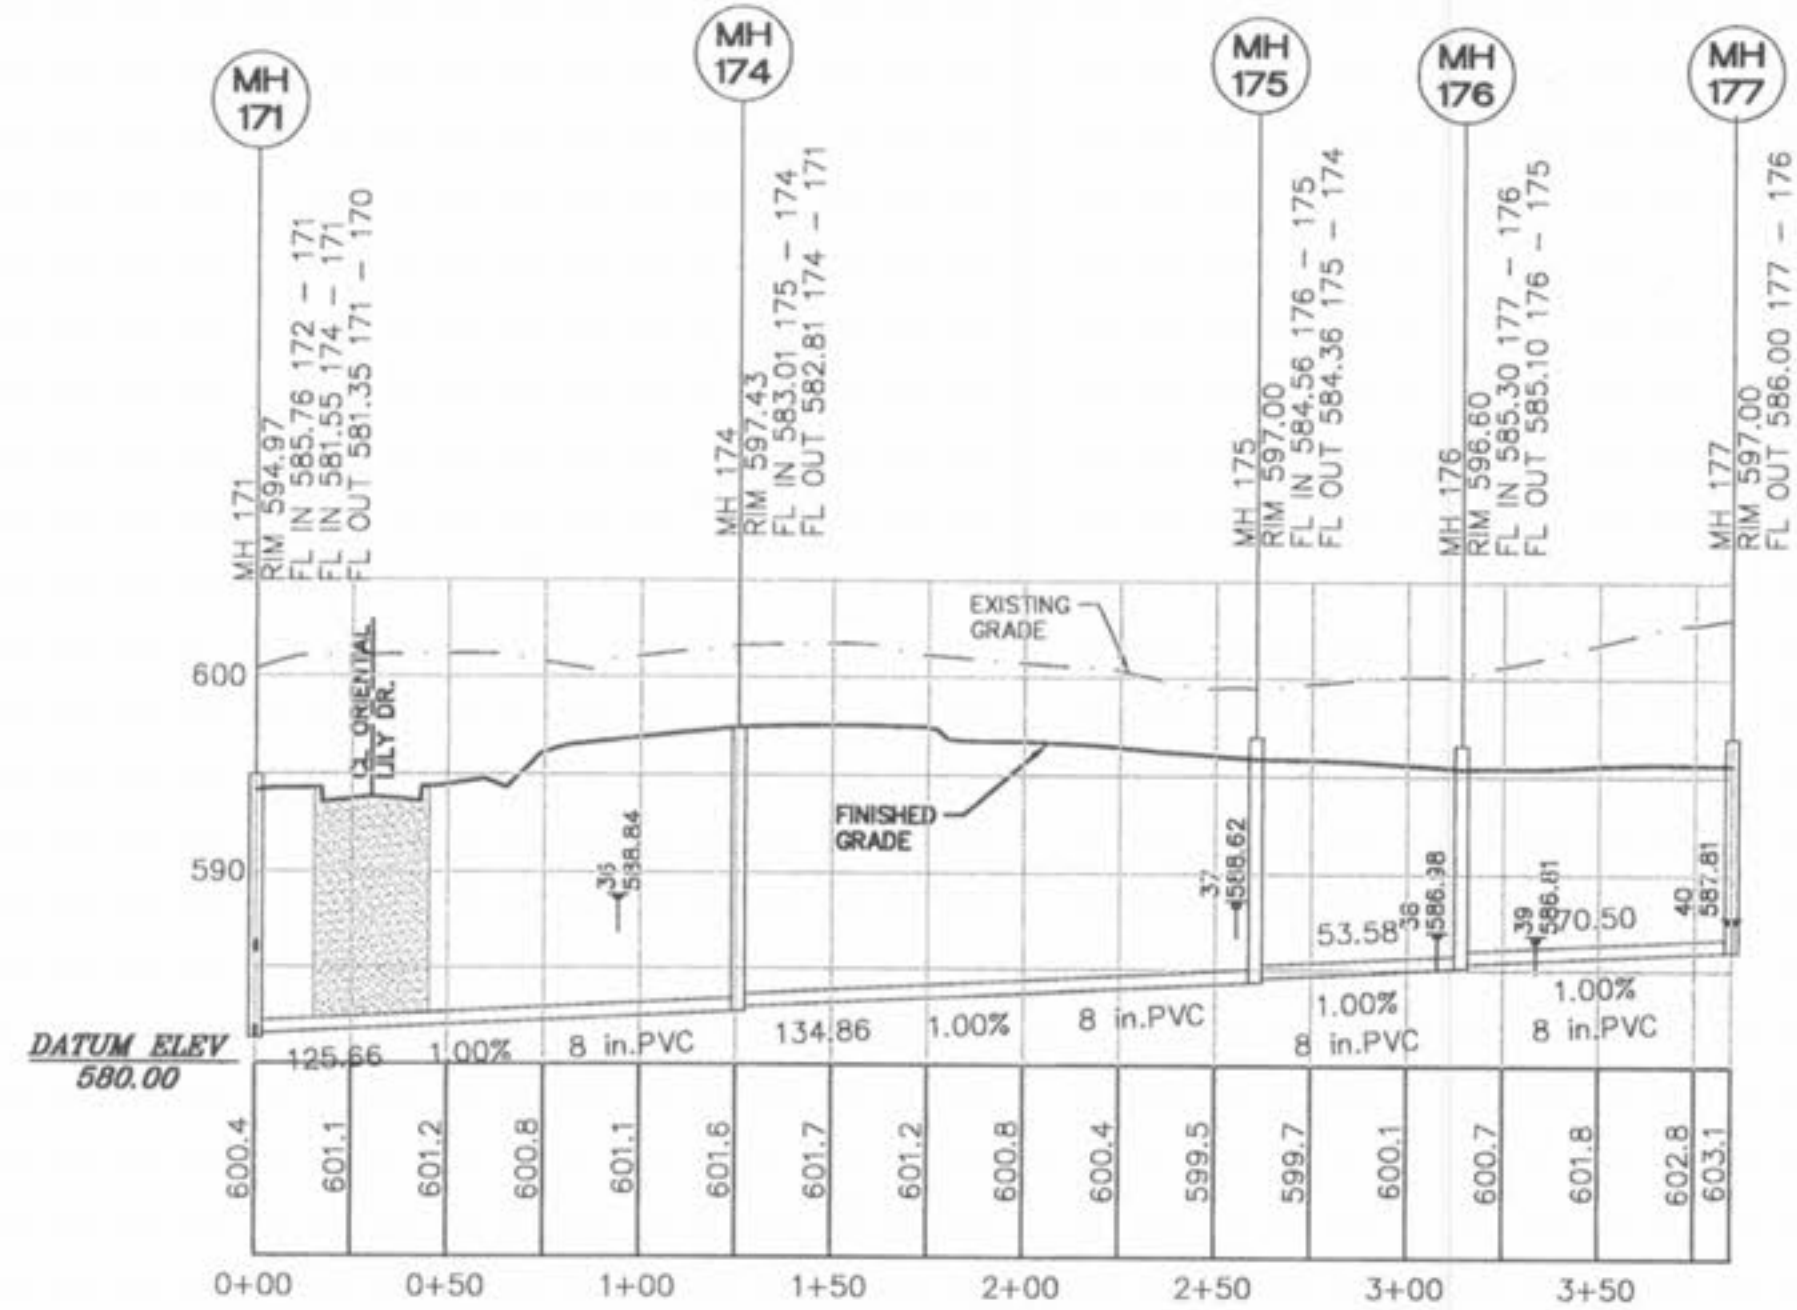 MH
171
MH
174
MH
175
MH
176
MH
177
MH 171
RIM 594.97
FL IN 585.76 172 - 171
FL IN 581.55 174 - 171
FL OUT 581.35 171 - 170
MH 174
RIM 597.43
FL IN 583.01 175 - 174
FL OUT 582.81 174 - 171
MH 175
RIM 597.00
FL IN 584.56 176 - 175
FL OUT 584.36 175 - 174
MH 176
RIM 596.60
FL IN 585.30 177 - 176
FL OUT 585.10 176 - 175
MH 177
RIM 597.00
FL OUT 586.00 177 - 176
EXISTING
GRADE
600
CL ORIENTAL
LILY DR.
FINISHED
GRADE
590
36
588.84
37
588.62
38
586.98
39
586.81
40
587.81
53.58
70.50
125.66 1.00% 8 in.PVC
134.86 1.00% 8 in.PVC
1.00%
8 in.PVC
1.00%
8 in.PVC
DATUM ELEV
580.00
600.4 601.1 601.2 600.8 601.1 601.6 601.7 601.2 600.8 600.4 599.5 599.7 600.1 600.7 601.8 602.8 603.1
0+00 0+50 1+00 1+50 2+00 2+50 3+00 3+50